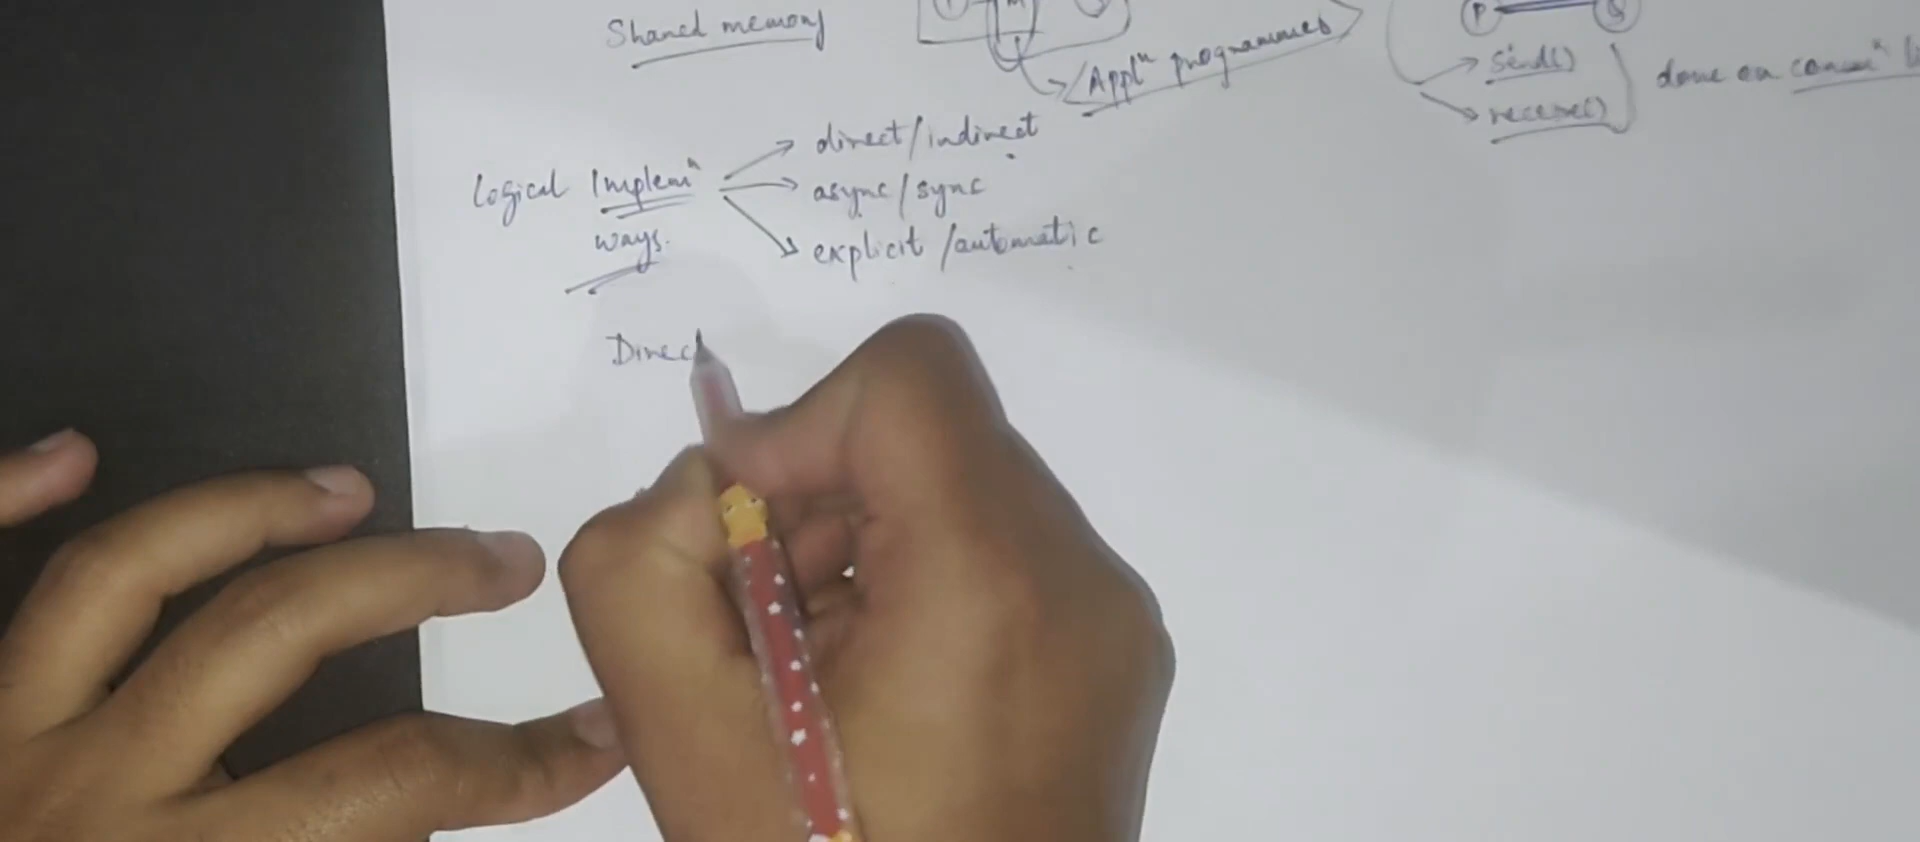 Shared memory
P M Q
Applⁿ programmes
P Q
send()
receive()
done on commⁿ
Logical Implemⁿ ways.
direct/indirect
async/sync
explicit/automatic
Direc